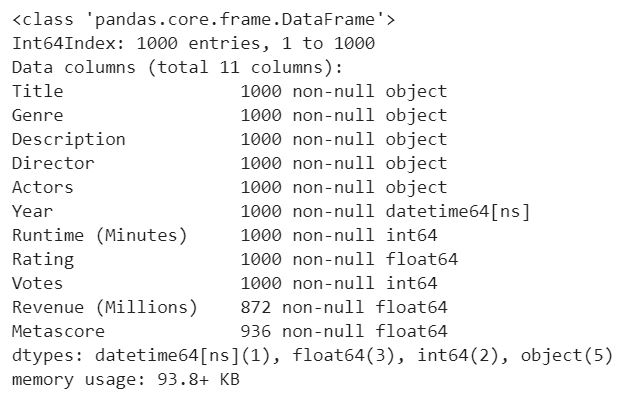 <class 'pandas.core.frame.DataFrame'>
Int64Index: 1000 entries, 1 to 1000
Data columns (total 11 columns):
Title                 1000 non-null object
Genre                 1000 non-null object
Description           1000 non-null object
Director              1000 non-null object
Actors                1000 non-null object
Year                  1000 non-null datetime64[ns]
Runtime (Minutes)     1000 non-null int64
Rating                1000 non-null float64
Votes                 1000 non-null int64
Revenue (Millions)    872 non-null float64
Metascore             936 non-null float64
dtypes: datetime64[ns](1), float64(3), int64(2), object(5)
memory usage: 93.8+ KB